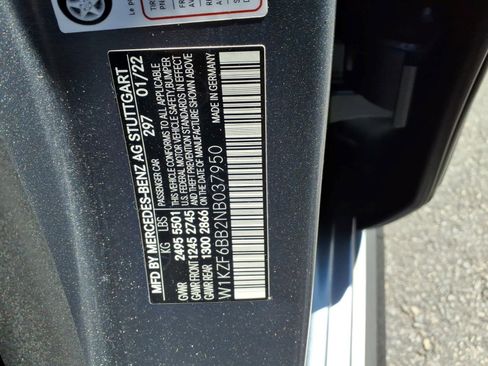 MFD BY MERCEDES-BENZ AG STUTTGART
297 01/22
PASSENGER CAR
KG LBS
GVWR 2495 5501
GAWR FRONT 1245 2745
GAWR REAR 1300 2866
THIS VEHICLE CONFORMS TO ALL APPLICABLE
U.S. FEDERAL MOTOR VEHICLE SAFETY, BUMPER
AND THEFT PREVENTION STANDARDS IN EFFECT
ON THE DATE OF MANUFACTURE SHOWN ABOVE
W1KZF6BB2NB037950
MADE IN GERMANY